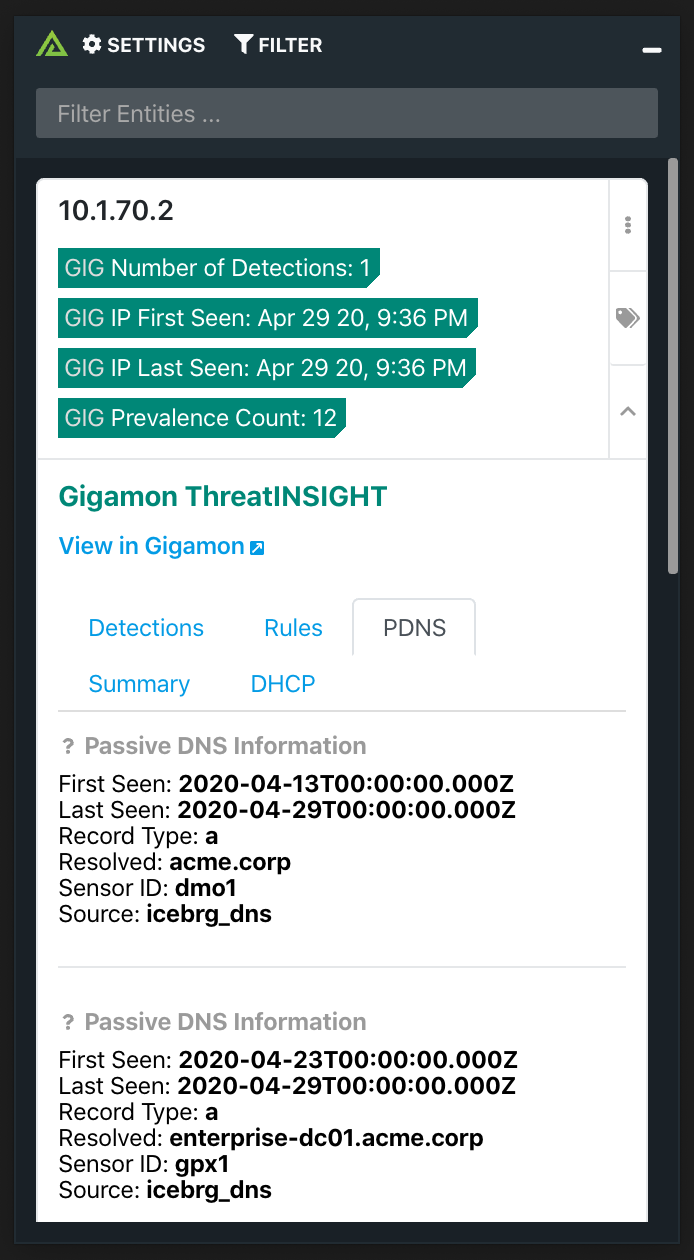 SETTINGS FILTER
Filter Entities ...
10.1.70.2
GIG Number of Detections: 1
GIG IP First Seen: Apr 29 20, 9:36 PM
GIG IP Last Seen: Apr 29 20, 9:36 PM
GIG Prevalence Count: 12
Gigamon ThreatINSIGHT
View in Gigamon
Detections Rules PDNS
Summary DHCP
? Passive DNS Information
First Seen: 2020-04-13T00:00:00.000Z
Last Seen: 2020-04-29T00:00:00.000Z
Record Type: a
Resolved: acme.corp
Sensor ID: dmo1
Source: icebrg_dns
? Passive DNS Information
First Seen: 2020-04-23T00:00:00.000Z
Last Seen: 2020-04-29T00:00:00.000Z
Record Type: a
Resolved: enterprise-dc01.acme.corp
Sensor ID: gpx1
Source: icebrg_dns